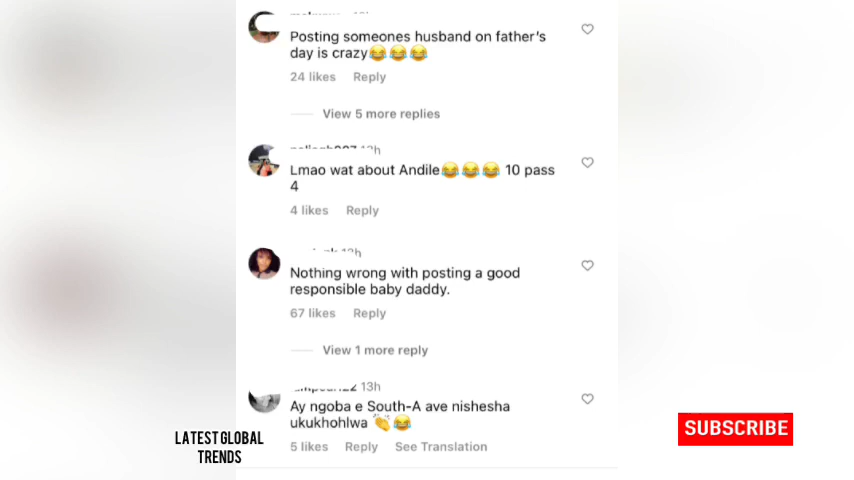 Posting someones husband on father's
day is crazy😂😂😂
24 likes Reply
View 5 more replies
13h
Lmao wat about Andile😂😂😂 10 pass
4
4 likes Reply
13h
Nothing wrong with posting a good
responsible baby daddy.
67 likes Reply
View 1 more reply
13h
Ay ngoba e South-A ave nishesha
ukukhohlwa 👏😂
5 likes Reply See Translation
LATEST GLOBAL
TRENDS
SUBSCRIBE